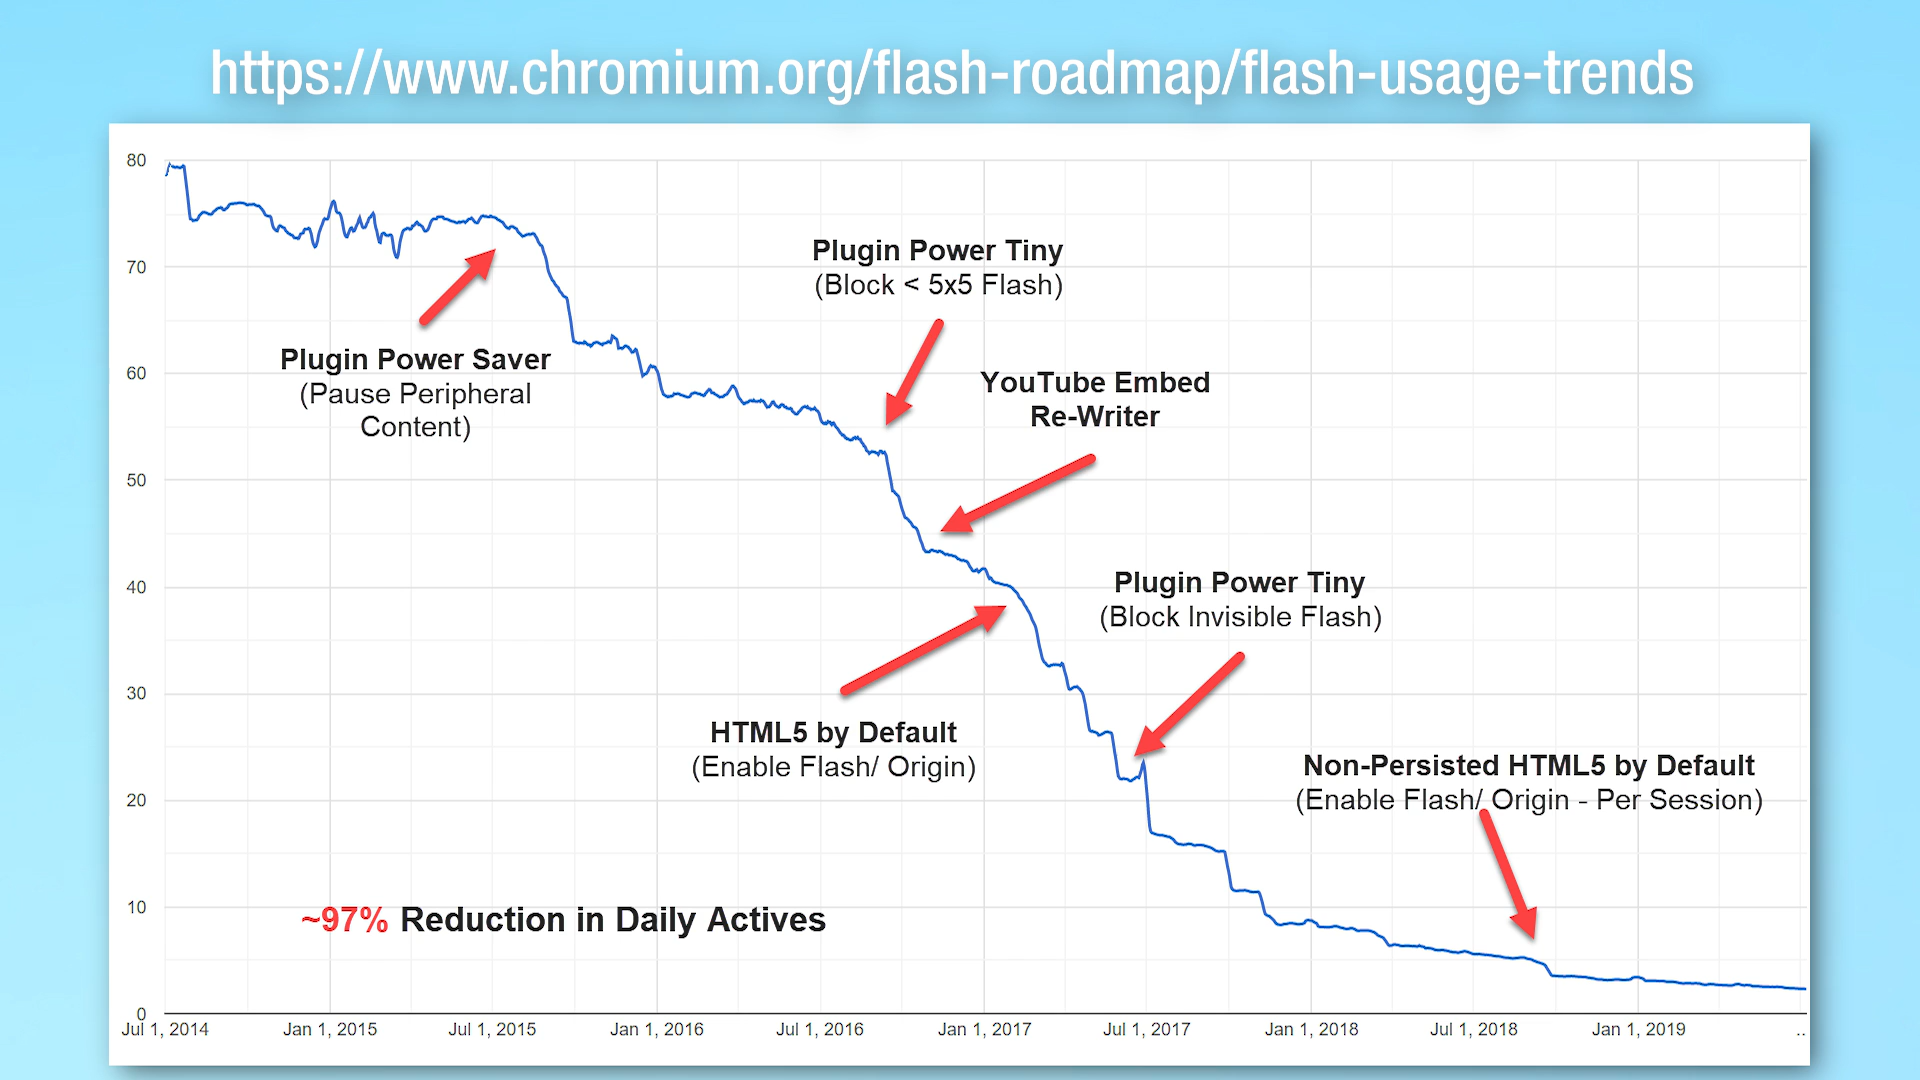 https://www.chromium.org/flash-roadmap/flash-usage-trends
80
70
60
50
40
30
20
10
0
Plugin Power Saver
(Pause Peripheral
Content)
Plugin Power Tiny
(Block < 5x5 Flash)
YouTube Embed
Re-Writer
HTML5 by Default
(Enable Flash/ Origin)
Plugin Power Tiny
(Block Invisible Flash)
Non-Persisted HTML5 by Default
(Enable Flash/ Origin - Per Session)
~97% Reduction in Daily Actives
Jul 1, 2014 Jan 1, 2015 Jul 1, 2015 Jan 1, 2016 Jul 1, 2016 Jan 1, 2017 Jul 1, 2017 Jan 1, 2018 Jul 1, 2018 Jan 1, 2019 ..